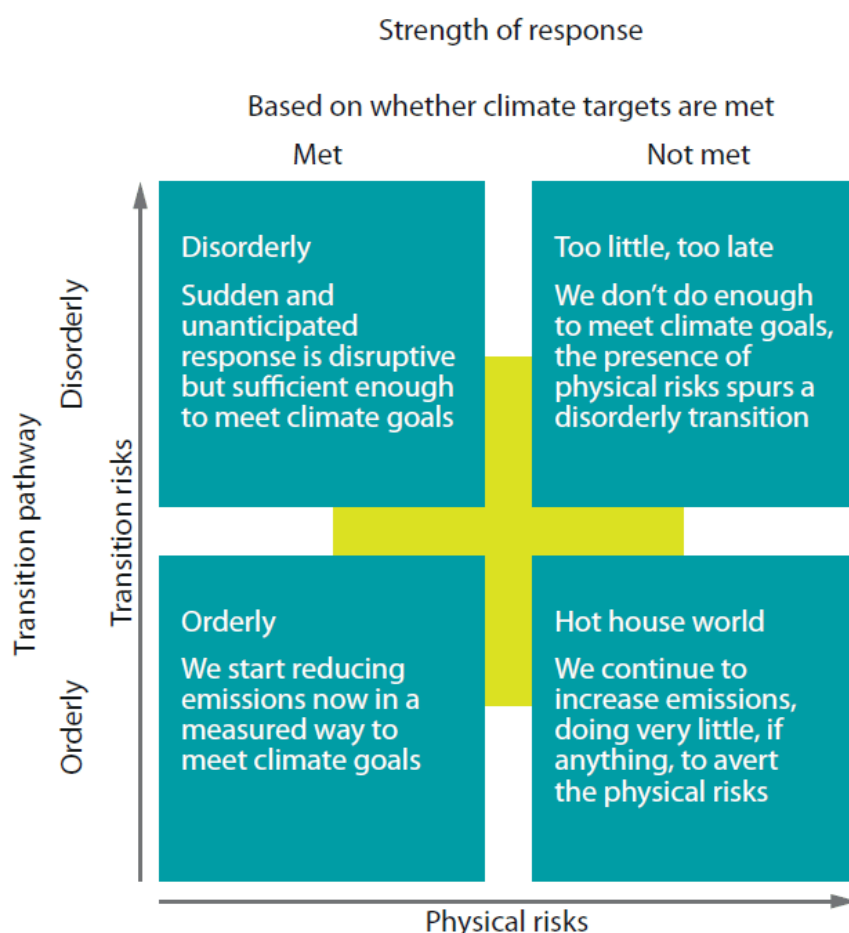 Strength of response
Based on whether climate targets are met
Met
Not met
Transition pathway
Disorderly
Orderly
Transition risks
Disorderly
Sudden and
unanticipated
response is disruptive
but sufficient enough
to meet climate goals
Too little, too late
We don’t do enough
to meet climate goals,
the presence of
physical risks spurs a
disorderly transition
Orderly
We start reducing
emissions now in a
measured way to
meet climate goals
Hot house world
We continue to
increase emissions,
doing very little, if
anything, to avert
the physical risks
Physical risks